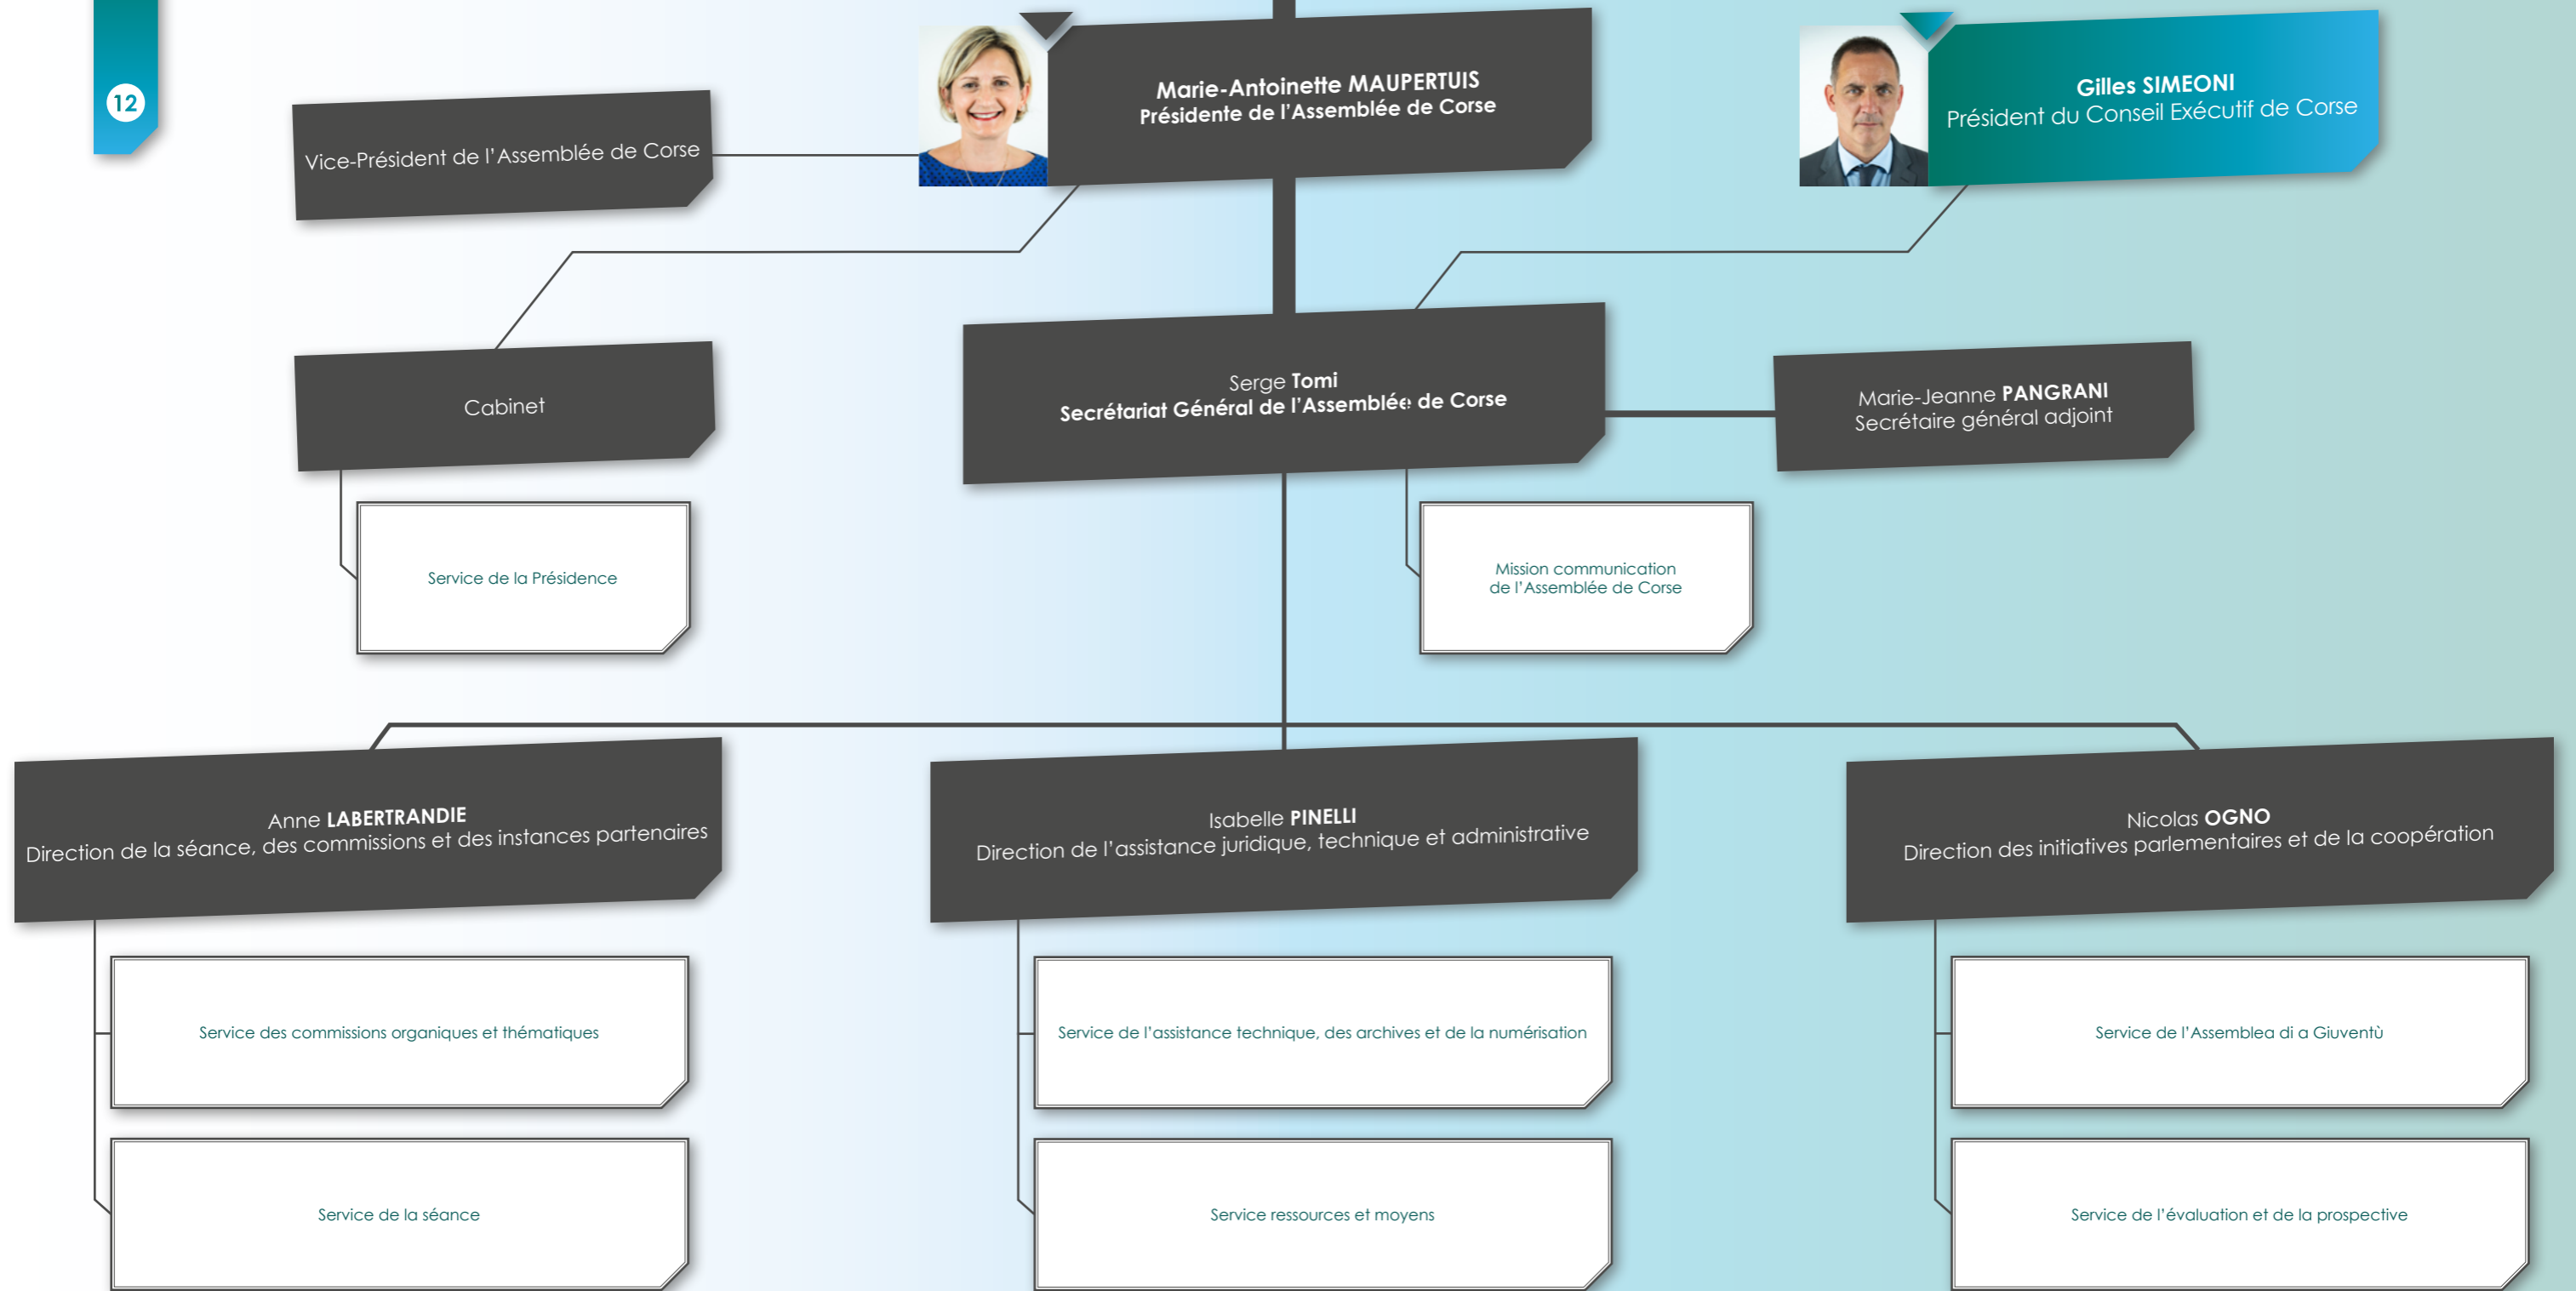 12
Marie-Antoinette MAUPERTUIS
Présidente de l'Assemblée de Corse
Gilles SIMEONI
Président du Conseil Exécutif de Corse
Vice-Président de l'Assemblée de Corse
Cabinet
Serge Tomi
Secrétariat Général de l'Assemblée de Corse
Marie-Jeanne PANGRANI
Secrétaire général adjoint
Service de la Présidence
Mission communication
de l'Assemblée de Corse
Anne LABERTRANDIE
Direction de la séance, des commissions et des instances partenaires
Isabelle PINELLI
Direction de l'assistance juridique, technique et administrative
Nicolas OGNO
Direction des initiatives parlementaires et de la coopération
Service des commissions organiques et thématiques
Service de l'assistance technique, des archives et de la numérisation
Service de l'Assemblea di a Giuventù
Service de la séance
Service ressources et moyens
Service de l'évaluation et de la prospective